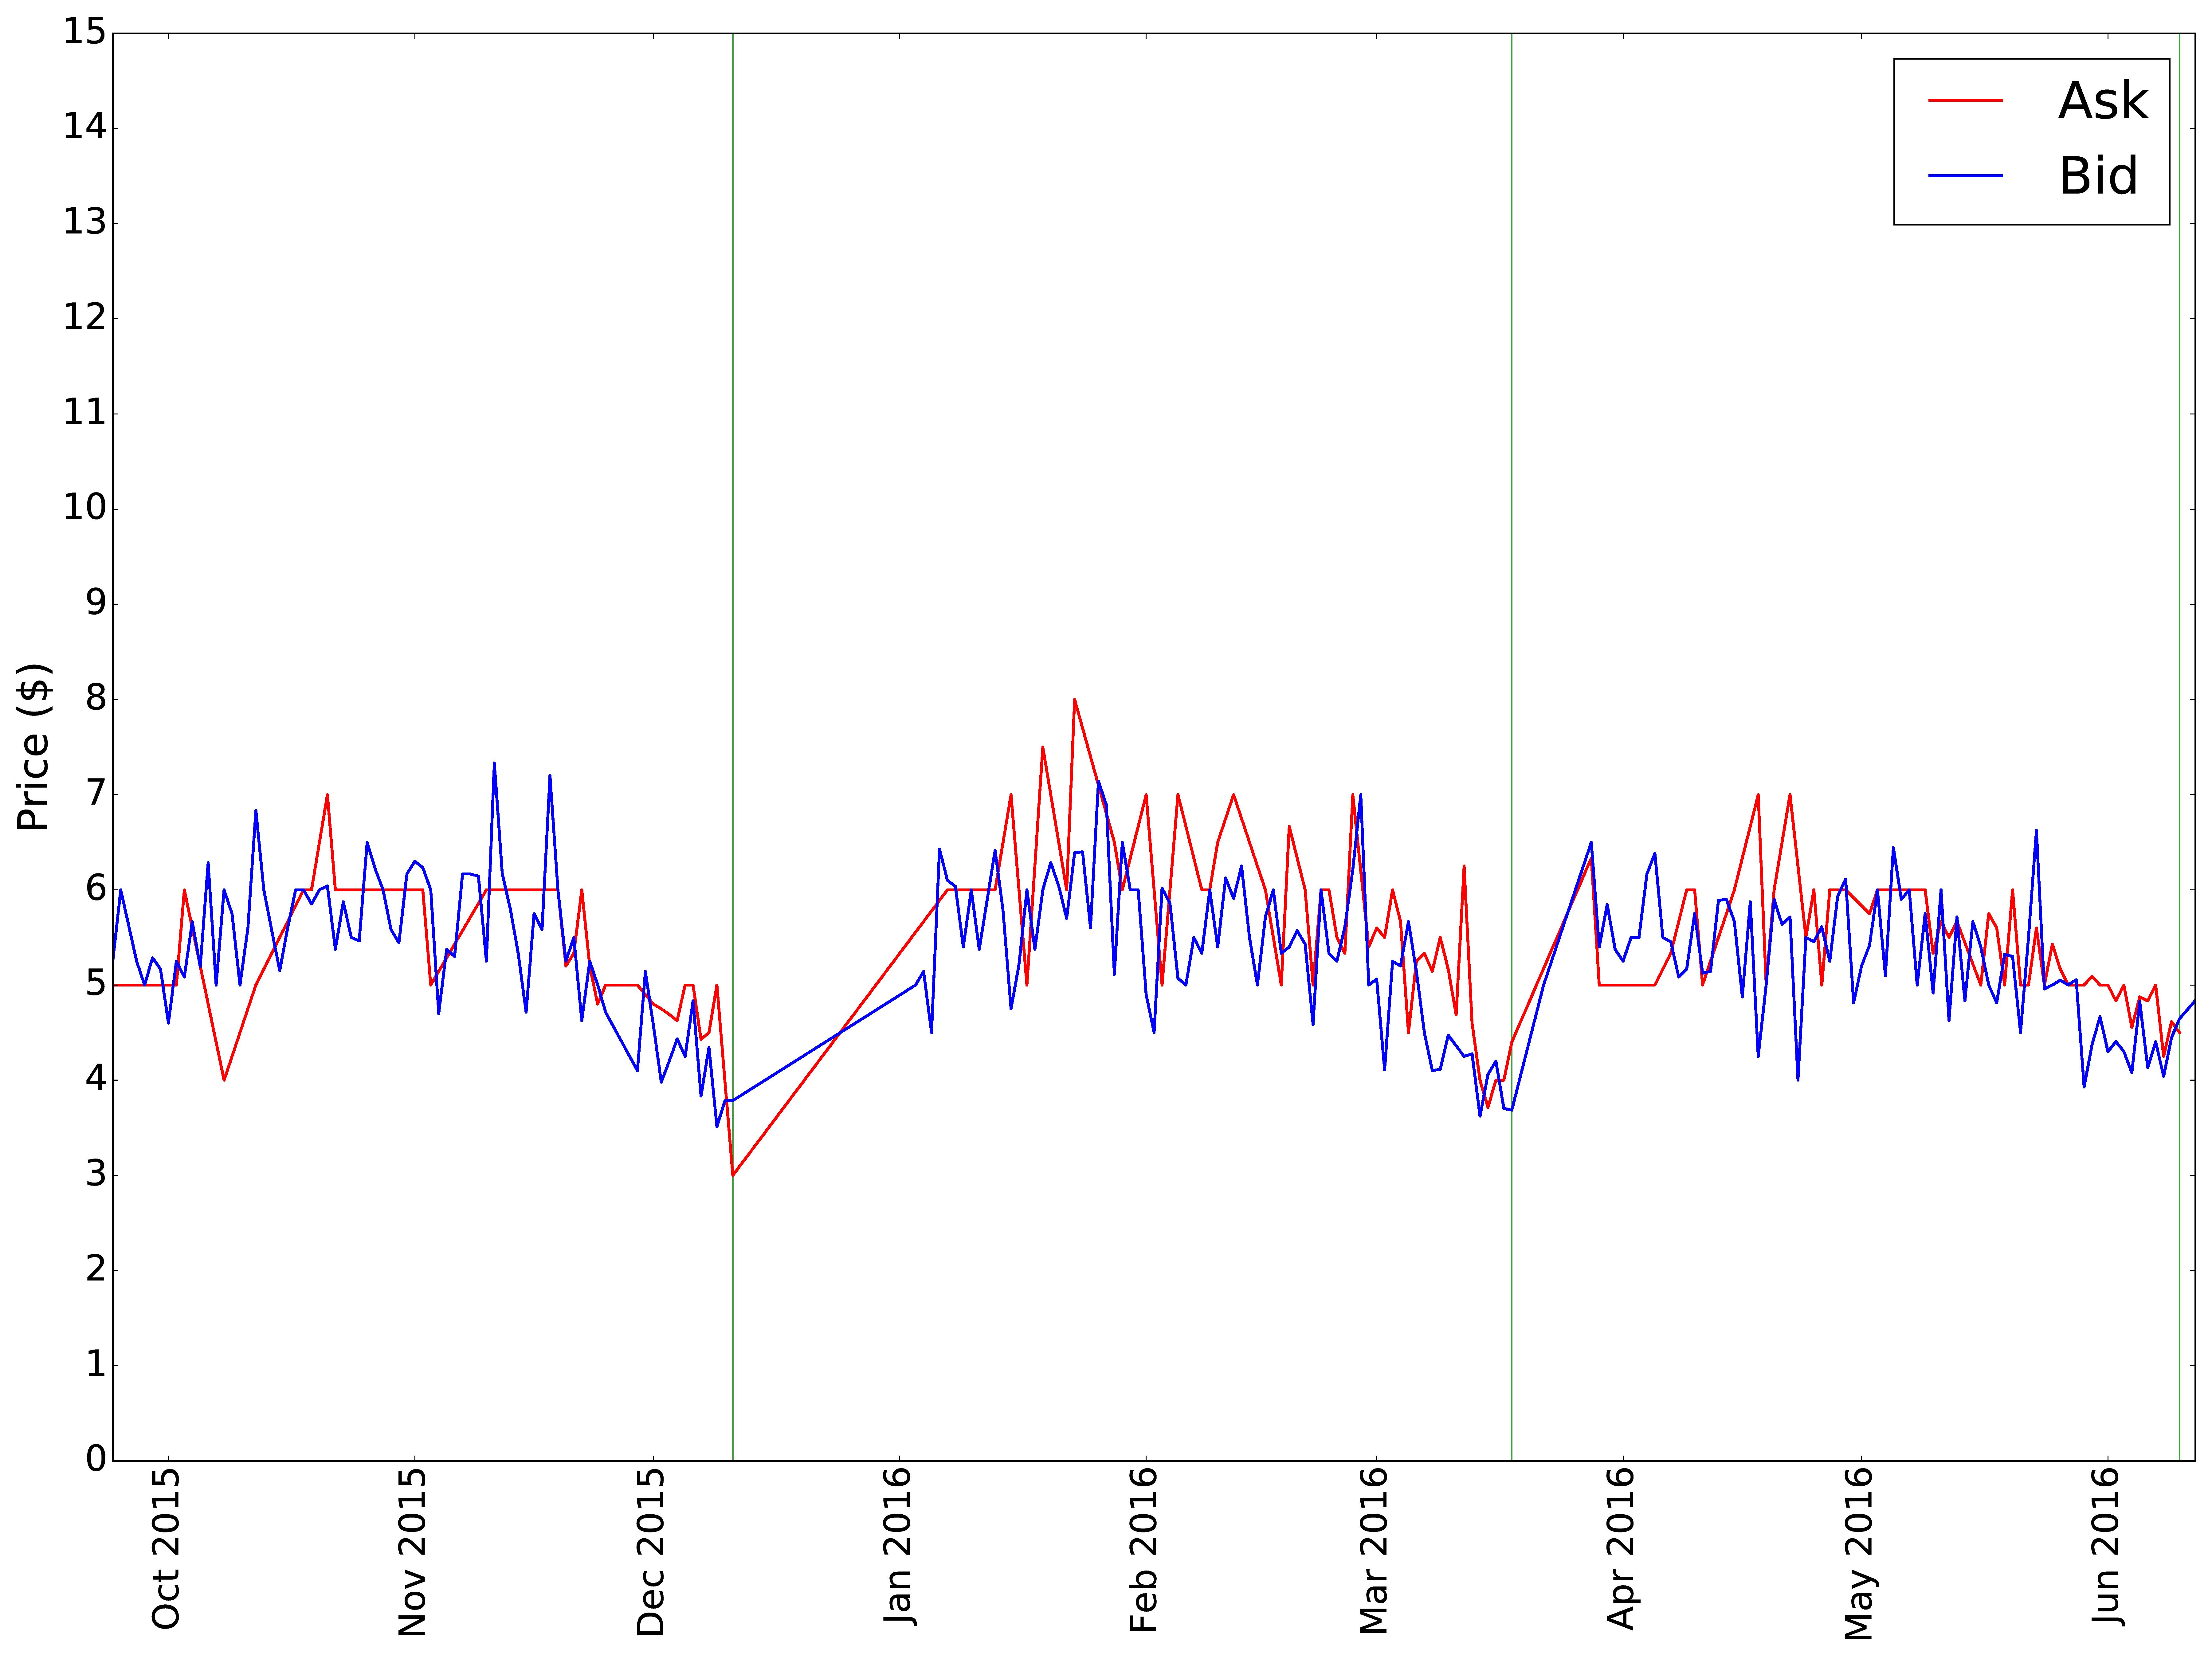 15
14
13
12
11
10
9
8
7
6
5
4
3
2
1
0
Price ($)
Ask
Bid
Oct 2015
Nov 2015
Dec 2015
Jan 2016
Feb 2016
Mar 2016
Apr 2016
May 2016
Jun 2016